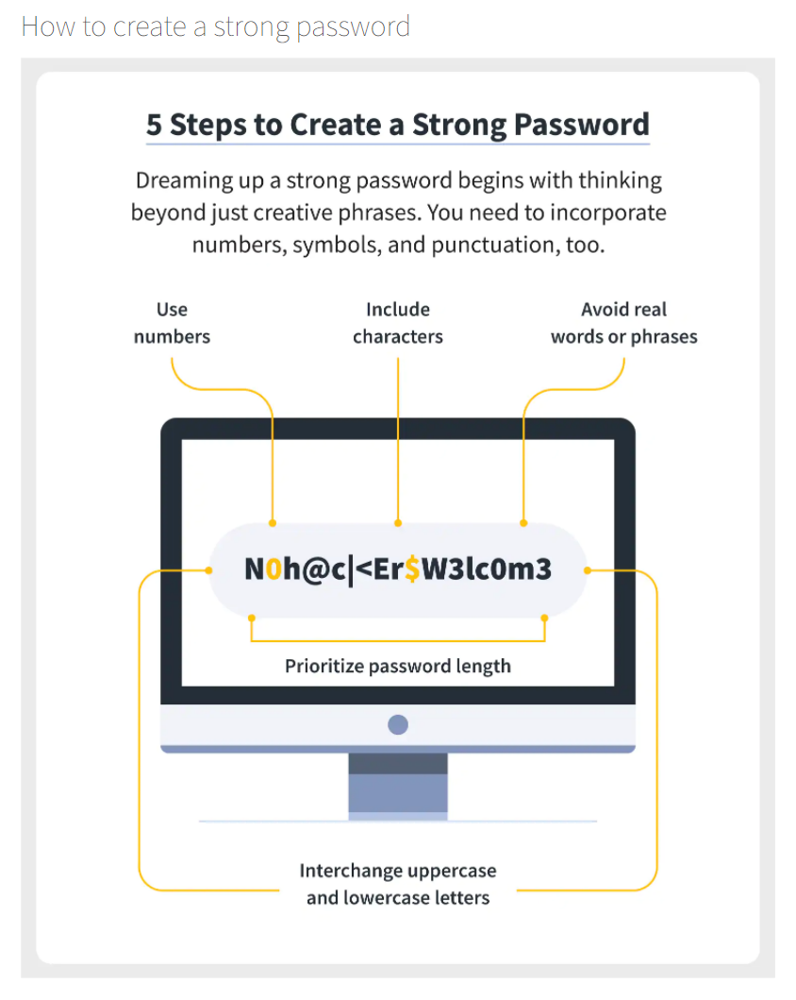 How to create a strong password
5 Steps to Create a Strong Password
Dreaming up a strong password begins with thinking
beyond just creative phrases. You need to incorporate
numbers, symbols, and punctuation, too.
Use
numbers
Include
characters
Avoid real
words or phrases
N0h@c|<Er$W3lc0m3
Prioritize password length
Interchange uppercase
and lowercase letters